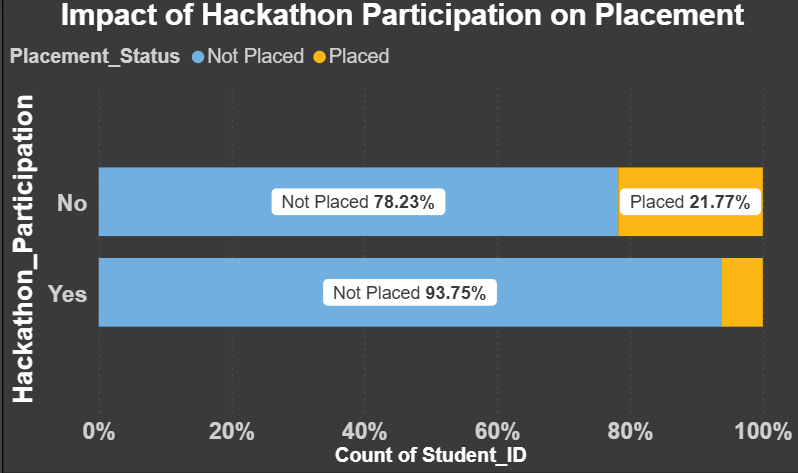 Impact of Hackathon Participation on Placement
Placement_Status Not Placed Placed
Hackathon_Participation
No
Not Placed 78.23%
Placed 21.77%
Yes
Not Placed 93.75%
0% 20% 40% 60% 80% 100%
Count of Student_ID